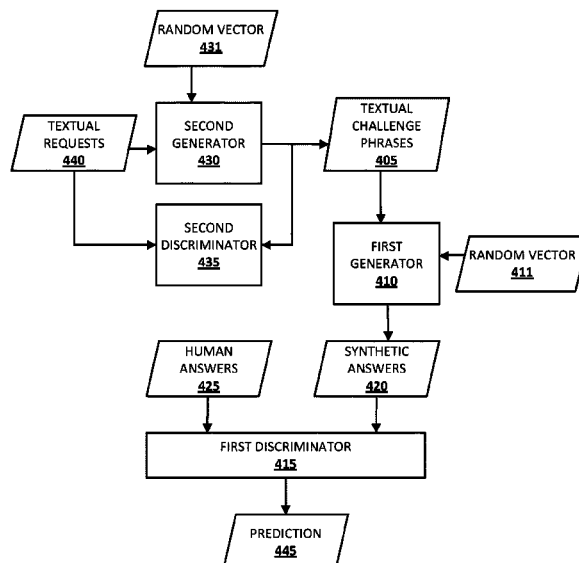 RANDOM VECTOR
431
TEXTUAL
REQUESTS
440
SECOND
GENERATOR
430
TEXTUAL
CHALLENGE
PHRASES
405
SECOND
DISCRIMINATOR
435
FIRST
GENERATOR
410
RANDOM VECTOR
411
HUMAN
ANSWERS
425
SYNTHETIC
ANSWERS
420
FIRST DISCRIMINATOR
415
PREDICTION
445